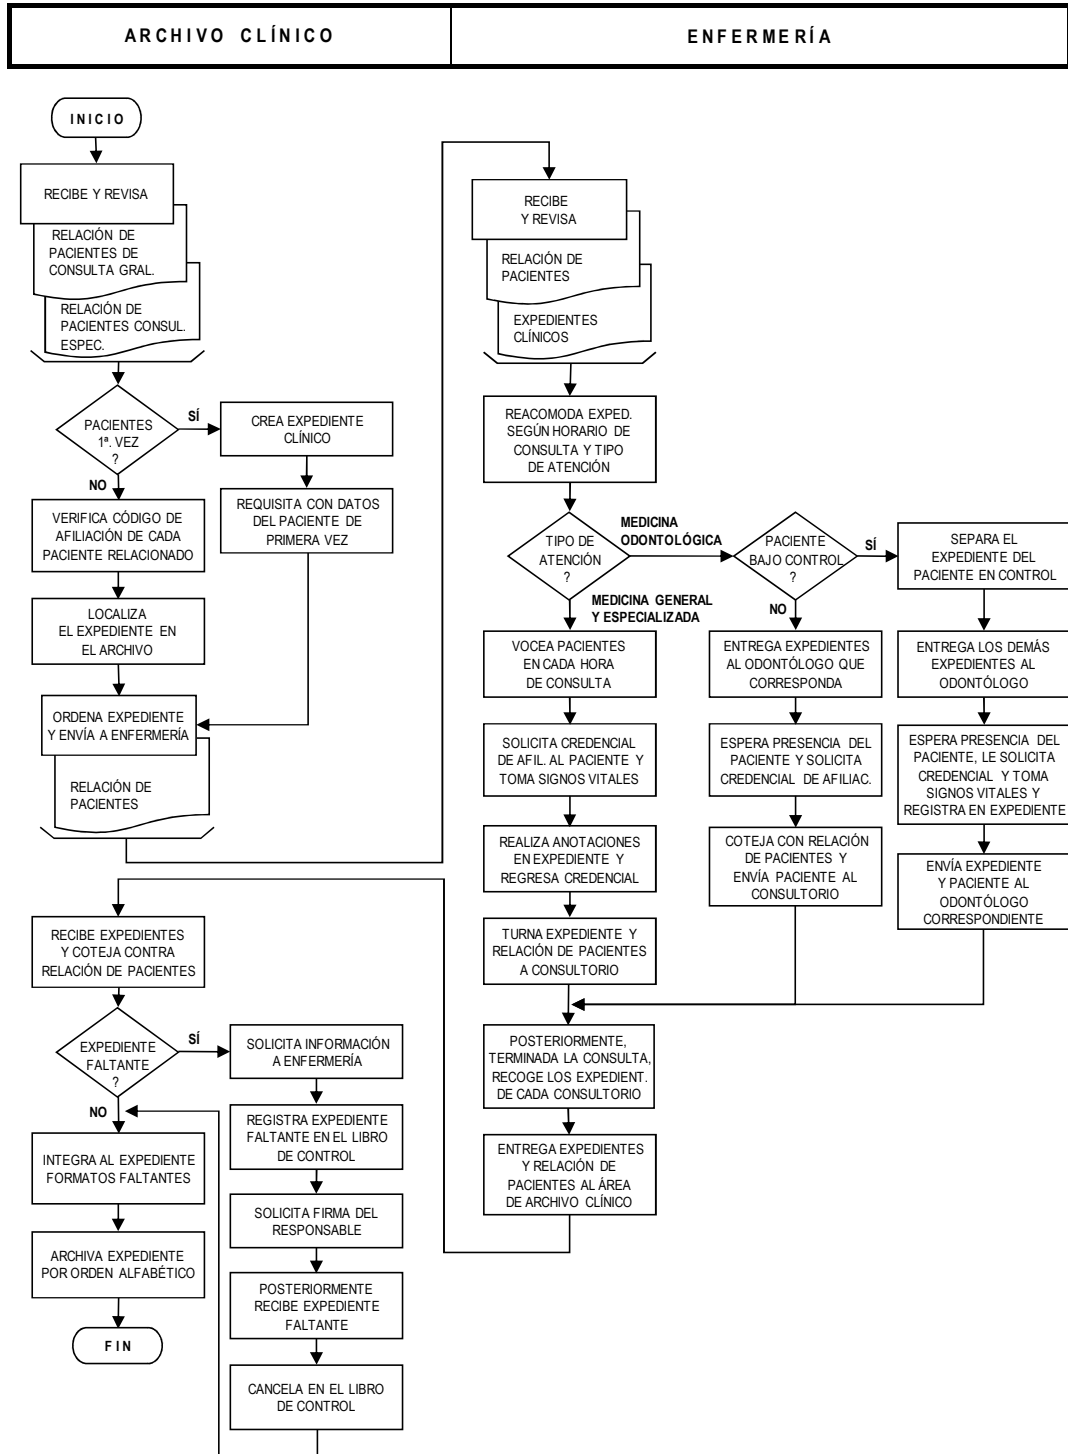 ARCHIVO CLÍNICO
ENFERMERÍA
INICIO
RECIBE Y REVISA
RELACIÓN DE
PACIENTES DE
CONSULTA GRAL.
RELACIÓN DE
PACIENTES CONSUL.
ESPEC.
PACIENTES
1ª. VEZ
?
SÍ
CREA EXPEDIENTE
CLÍNICO
REQUISITA CON DATOS
DEL PACIENTE DE
PRIMERA VEZ
NO
VERIFICA CÓDIGO DE
AFILIACIÓN DE CADA
PACIENTE RELACIONADO
LOCALIZA
EL EXPEDIENTE EN
EL ARCHIVO
ORDENA EXPEDIENTE
Y ENVÍA A ENFERMERÍA
RELACIÓN DE
PACIENTES
RECIBE
Y REVISA
RELACIÓN DE
PACIENTES
EXPEDIENTES
CLÍNICOS
REACOMODA EXPED.
SEGÚN HORARIO DE
CONSULTA Y TIPO
DE ATENCIÓN
TIPO DE
ATENCIÓN
?
MEDICINA
ODONTOLÓGICA
PACIENTE
BAJO CONTROL
?
SÍ
SEPARA EL
EXPEDIENTE DEL
PACIENTE EN CONTROL
MEDICINA GENERAL
Y ESPECIALIZADA
NO
VOCEA PACIENTES
EN CADA HORA
DE CONSULTA
ENTREGA EXPEDIENTES
AL ODONTÓLOGO QUE
CORRESPONDA
ENTREGA LOS DEMÁS
EXPEDIENTES AL
ODONTÓLOGO
SOLICITA CREDENCIAL
DE AFIL. AL PACIENTE Y
TOMA SIGNOS VITALES
ESPERA PRESENCIA DEL
PACIENTE Y SOLICITA
CREDENCIAL DE AFILIAC.
ESPERA PRESENCIA DEL
PACIENTE, LE SOLICITA
CREDENCIAL Y TOMA
SIGNOS VITALES Y
REGISTRA EN EXPEDIENTE
REALIZA ANOTACIONES
EN EXPEDIENTE Y
REGRESA CREDENCIAL
COTEJA CON RELACIÓN
DE PACIENTES Y
ENVÍA PACIENTE AL
CONSULTORIO
ENVÍA EXPEDIENTE
Y PACIENTE AL
ODONTÓLOGO
CORRESPONDIENTE
TURNA EXPEDIENTE Y
RELACIÓN DE PACIENTES
A CONSULTORIO
POSTERIORMENTE,
TERMINADA LA CONSULTA,
RECOGE LOS EXPEDIENT.
DE CADA CONSULTORIO
ENTREGA EXPEDIENTES
Y RELACIÓN DE
PACIENTES AL ÁREA
DE ARCHIVO CLÍNICO
RECIBE EXPEDIENTES
Y COTEJA CONTRA
RELACIÓN DE PACIENTES
EXPEDIENTE
FALTANTE
?
SÍ
SOLICITA INFORMACIÓN
A ENFERMERÍA
REGISTRA EXPEDIENTE
FALTANTE EN EL LIBRO
DE CONTROL
SOLICITA FIRMA DEL
RESPONSABLE
POSTERIORMENTE
RECIBE EXPEDIENTE
FALTANTE
CANCELA EN EL LIBRO
DE CONTROL
NO
INTEGRA AL EXPEDIENTE
FORMATOS FALTANTES
ARCHIVA EXPEDIENTE
POR ORDEN ALFABÉTICO
FIN